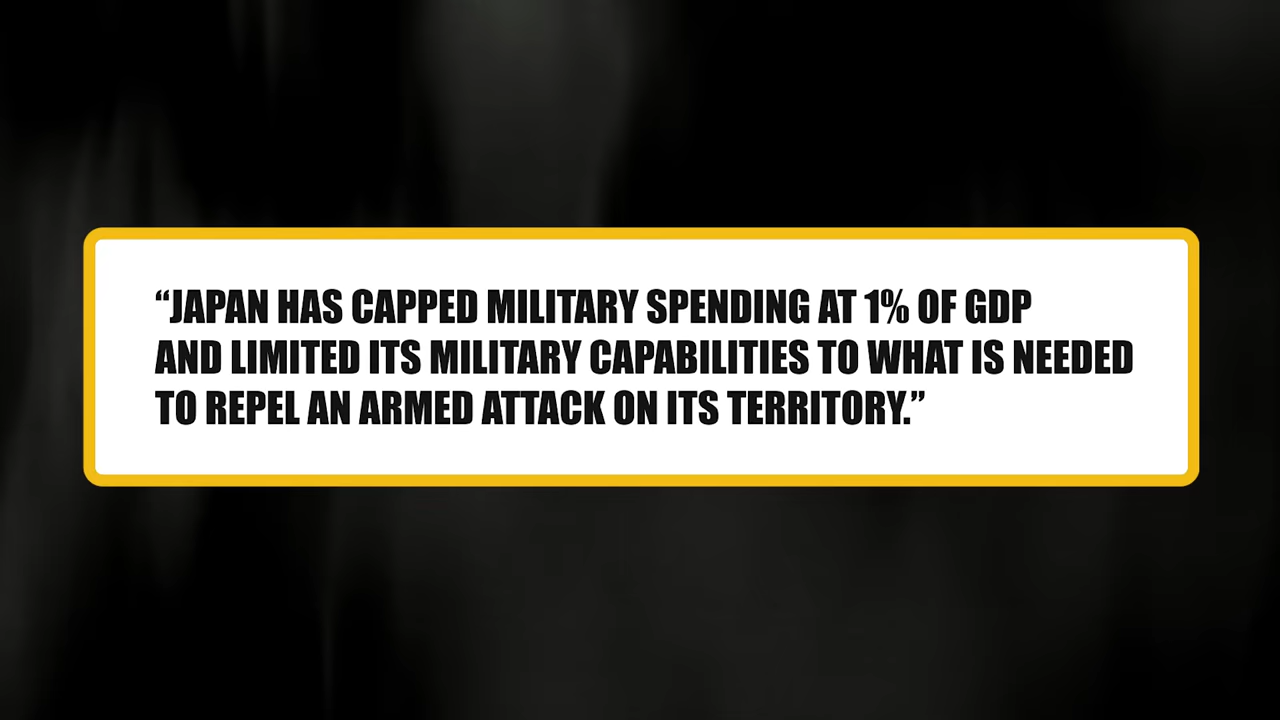 “JAPAN HAS CAPPED MILITARY SPENDING AT 1% OF GDP
AND LIMITED ITS MILITARY CAPABILITIES TO WHAT IS NEEDED
TO REPEL AN ARMED ATTACK ON ITS TERRITORY.”